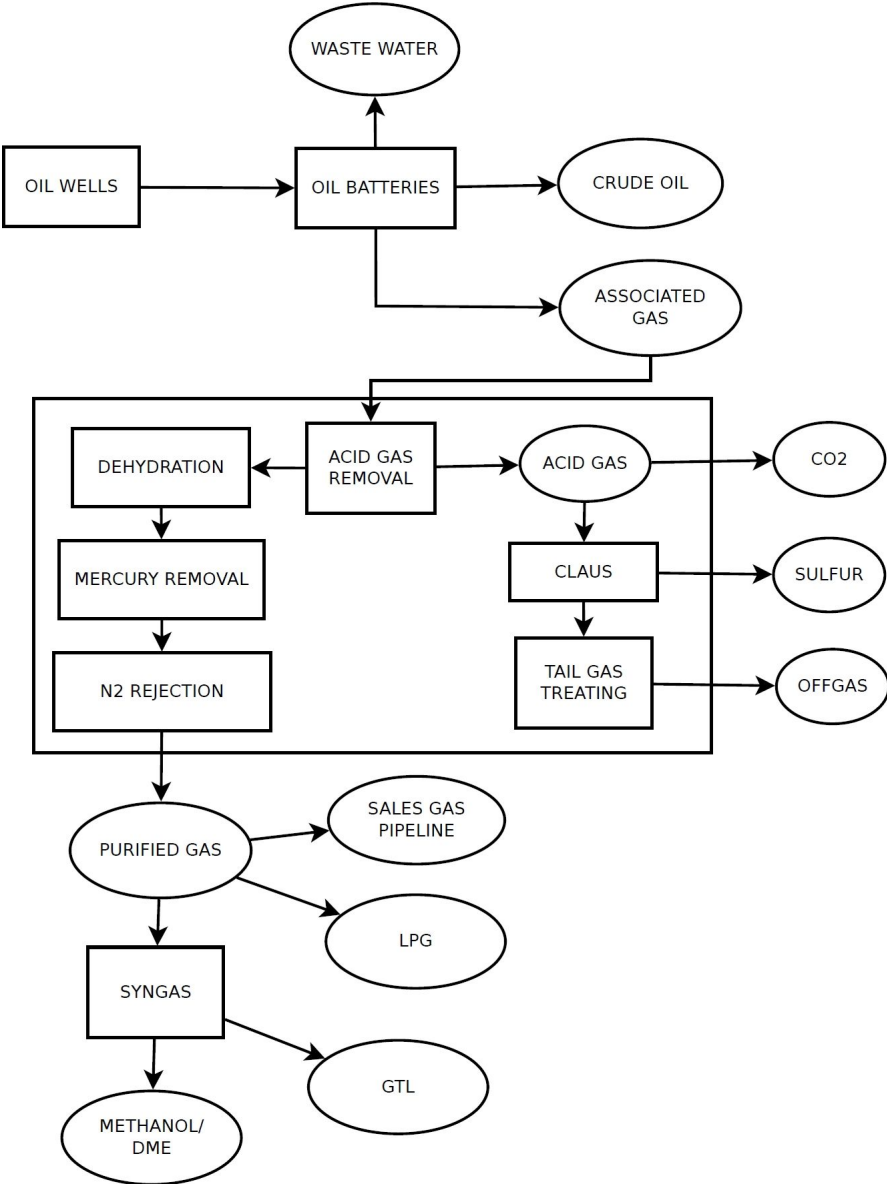 WASTE WATER
OIL WELLS
OIL BATTERIES
CRUDE OIL
ASSOCIATED
GAS
DEHYDRATION
ACID GAS
REMOVAL
ACID GAS
CO2
MERCURY REMOVAL
CLAUS
SULFUR
N2 REJECTION
TAIL GAS
TREATING
OFFGAS
PURIFIED GAS
SALES GAS
PIPELINE
LPG
SYNGAS
GTL
METHANOL/
DME